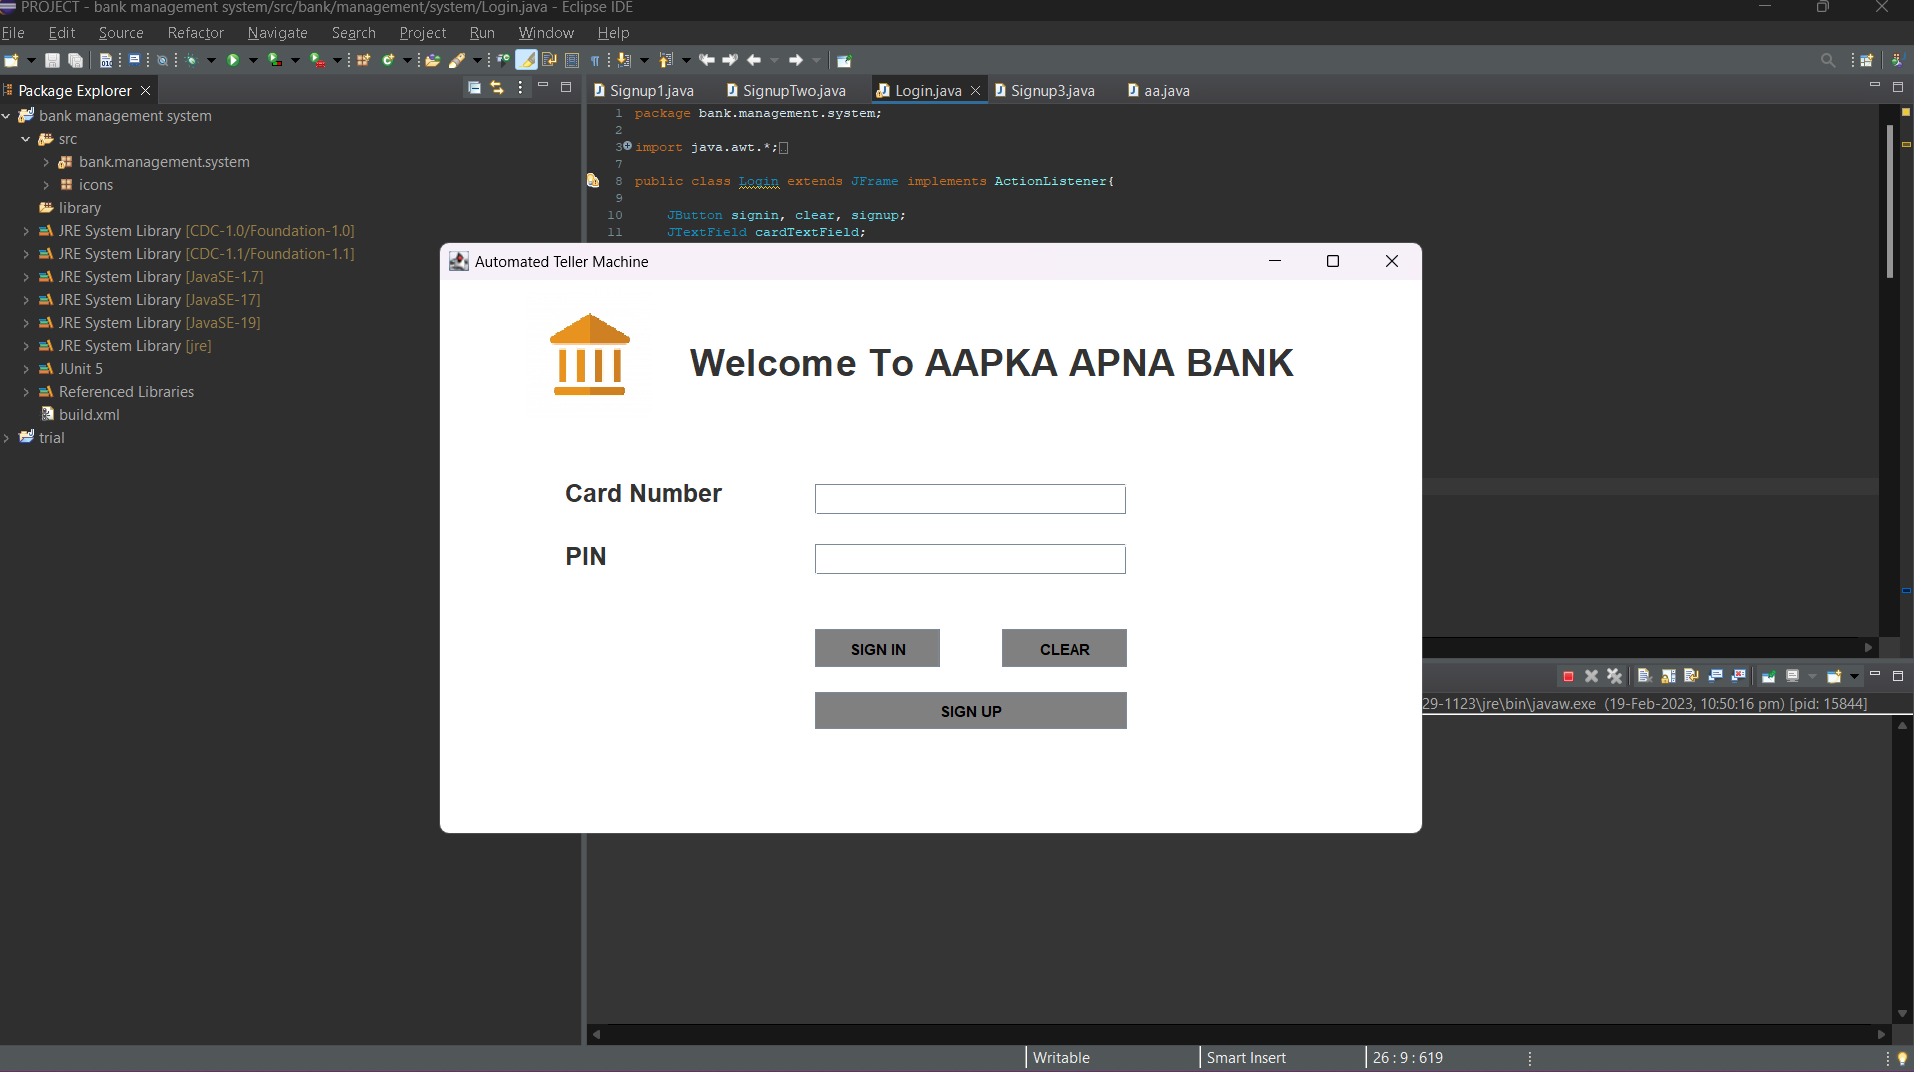 PROJECT - bank management system/src/bank/management/system/Login.java - Eclipse IDE
File Edit Source Refactor Navigate Search Project Run Window Help
Package Explorer
bank management system
src
bank.management.system
icons
library
JRE System Library [CDC-1.0/Foundation-1.0]
JRE System Library [CDC-1.1/Foundation-1.1]
JRE System Library [JavaSE-1.7]
JRE System Library [JavaSE-17]
JRE System Library [JavaSE-19]
JRE System Library [jre]
JUnit 5
Referenced Libraries
build.xml
trial
Signup1.java SignupTwo.java Login.java Signup3.java aa.java
1 package bank.management.system;
2
3 import java.awt.*;
7
8 public class Login extends JFrame implements ActionListener{
9
10 JButton signin, clear, signup;
11 JTextField cardTextField;
Automated Teller Machine
Welcome To AAPKA APNA BANK
Card Number
PIN
SIGN IN CLEAR
SIGN UP
29-1123\jre\bin\javaw.exe (19-Feb-2023, 10:50:16 pm) [pid: 15844]
Writable Smart Insert 26 : 9 : 619